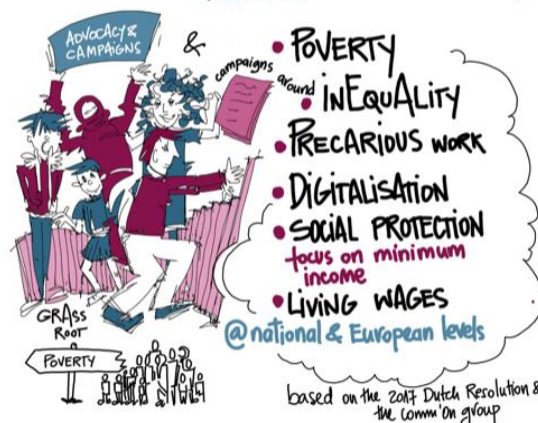 ADVOCACY &
CAMPAIGNS
&
campaigns around
• POVERTY
• INEQUALITY
• PRECARIOUS WORK
• DIGITALISATION
• SOCIAL PROTECTION
focus on minimum
income
• LIVING WAGES
@national & European levels
GRASS
ROOT
POVERTY
based on the 2017 Dutch Resolution &
the comm'On group